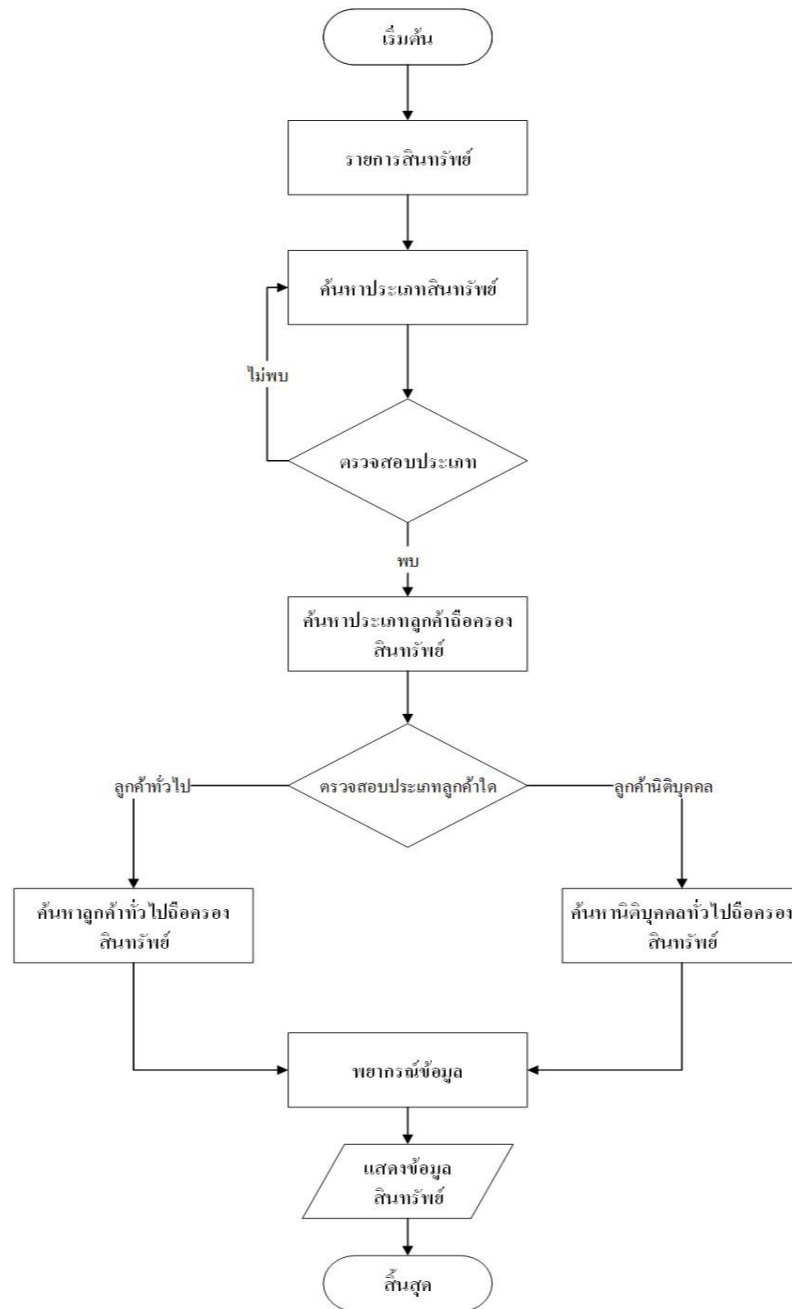 เริ่มต้น
รายการสินทรัพย์
ค้นหาประเภทสินทรัพย์
ไม่พบ
ตรวจสอบประเภท
พบ
ค้นหาประเภทลูกค้าถือครอง
สินทรัพย์
ลูกค้าทั่วไป
ตรวจสอบประเภทลูกค้าใด
ลูกค้านิติบุคคล
ค้นหาลูกค้าทั่วไปถือครอง
สินทรัพย์
ค้นหานิติบุคคลทั่วไปถือครอง
สินทรัพย์
พยากรณ์ข้อมูล
แสดงข้อมูล
สินทรัพย์
สิ้นสุด